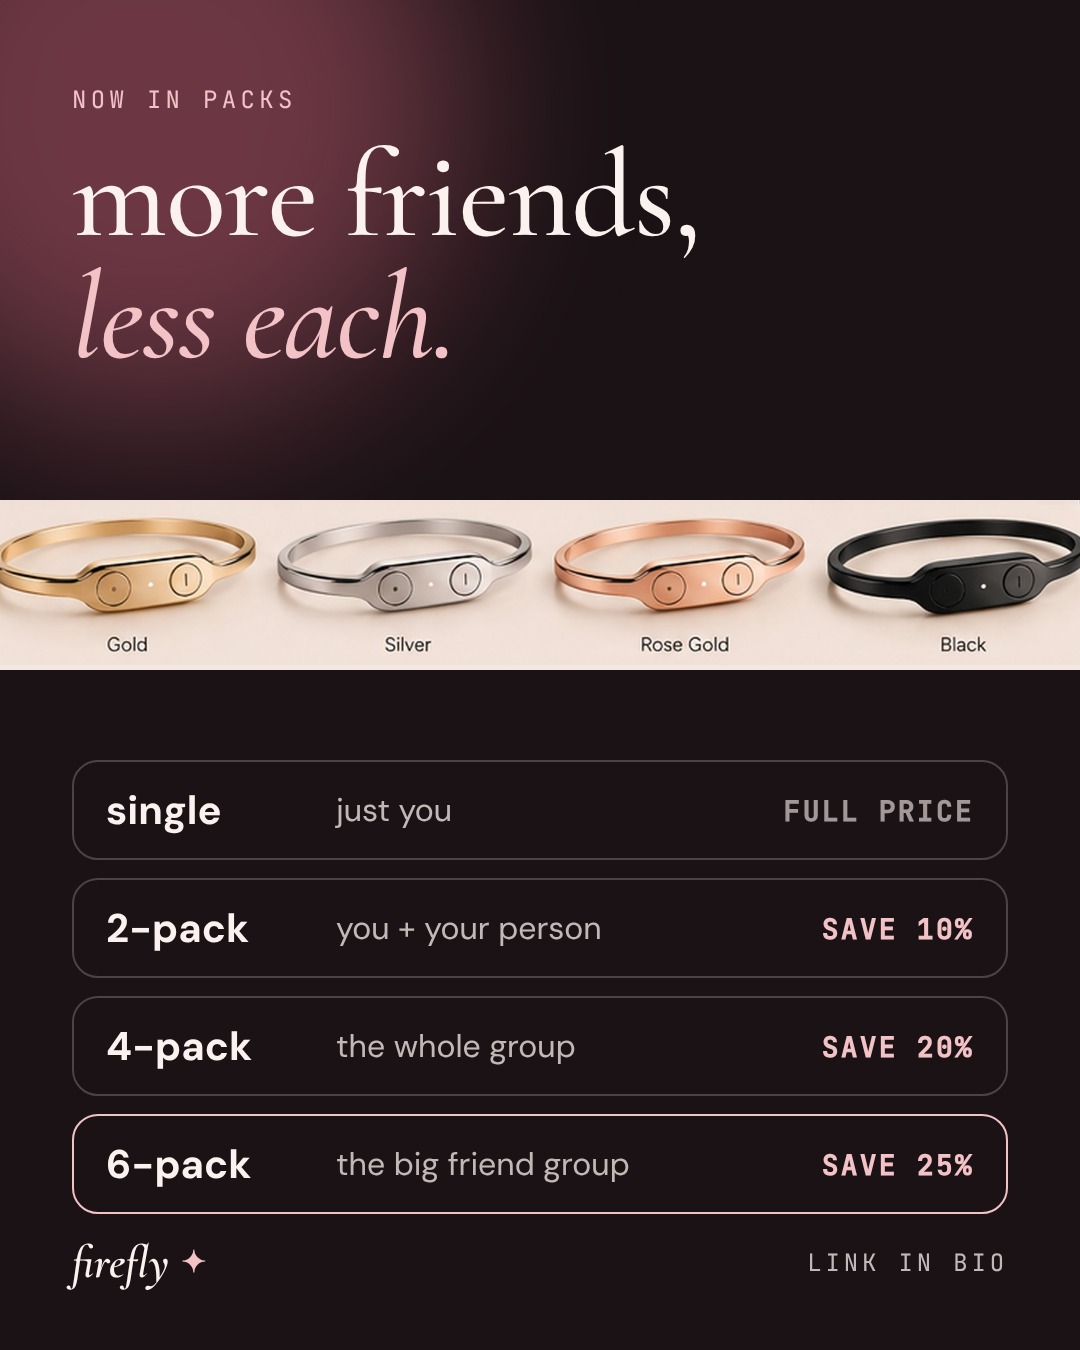 NOW IN PACKS
more friends,
less each.
Gold Silver Rose Gold Black
single just you FULL PRICE
2-pack you + your person SAVE 10%
4-pack the whole group SAVE 20%
6-pack the big friend group SAVE 25%
firefly ✦ LINK IN BIO